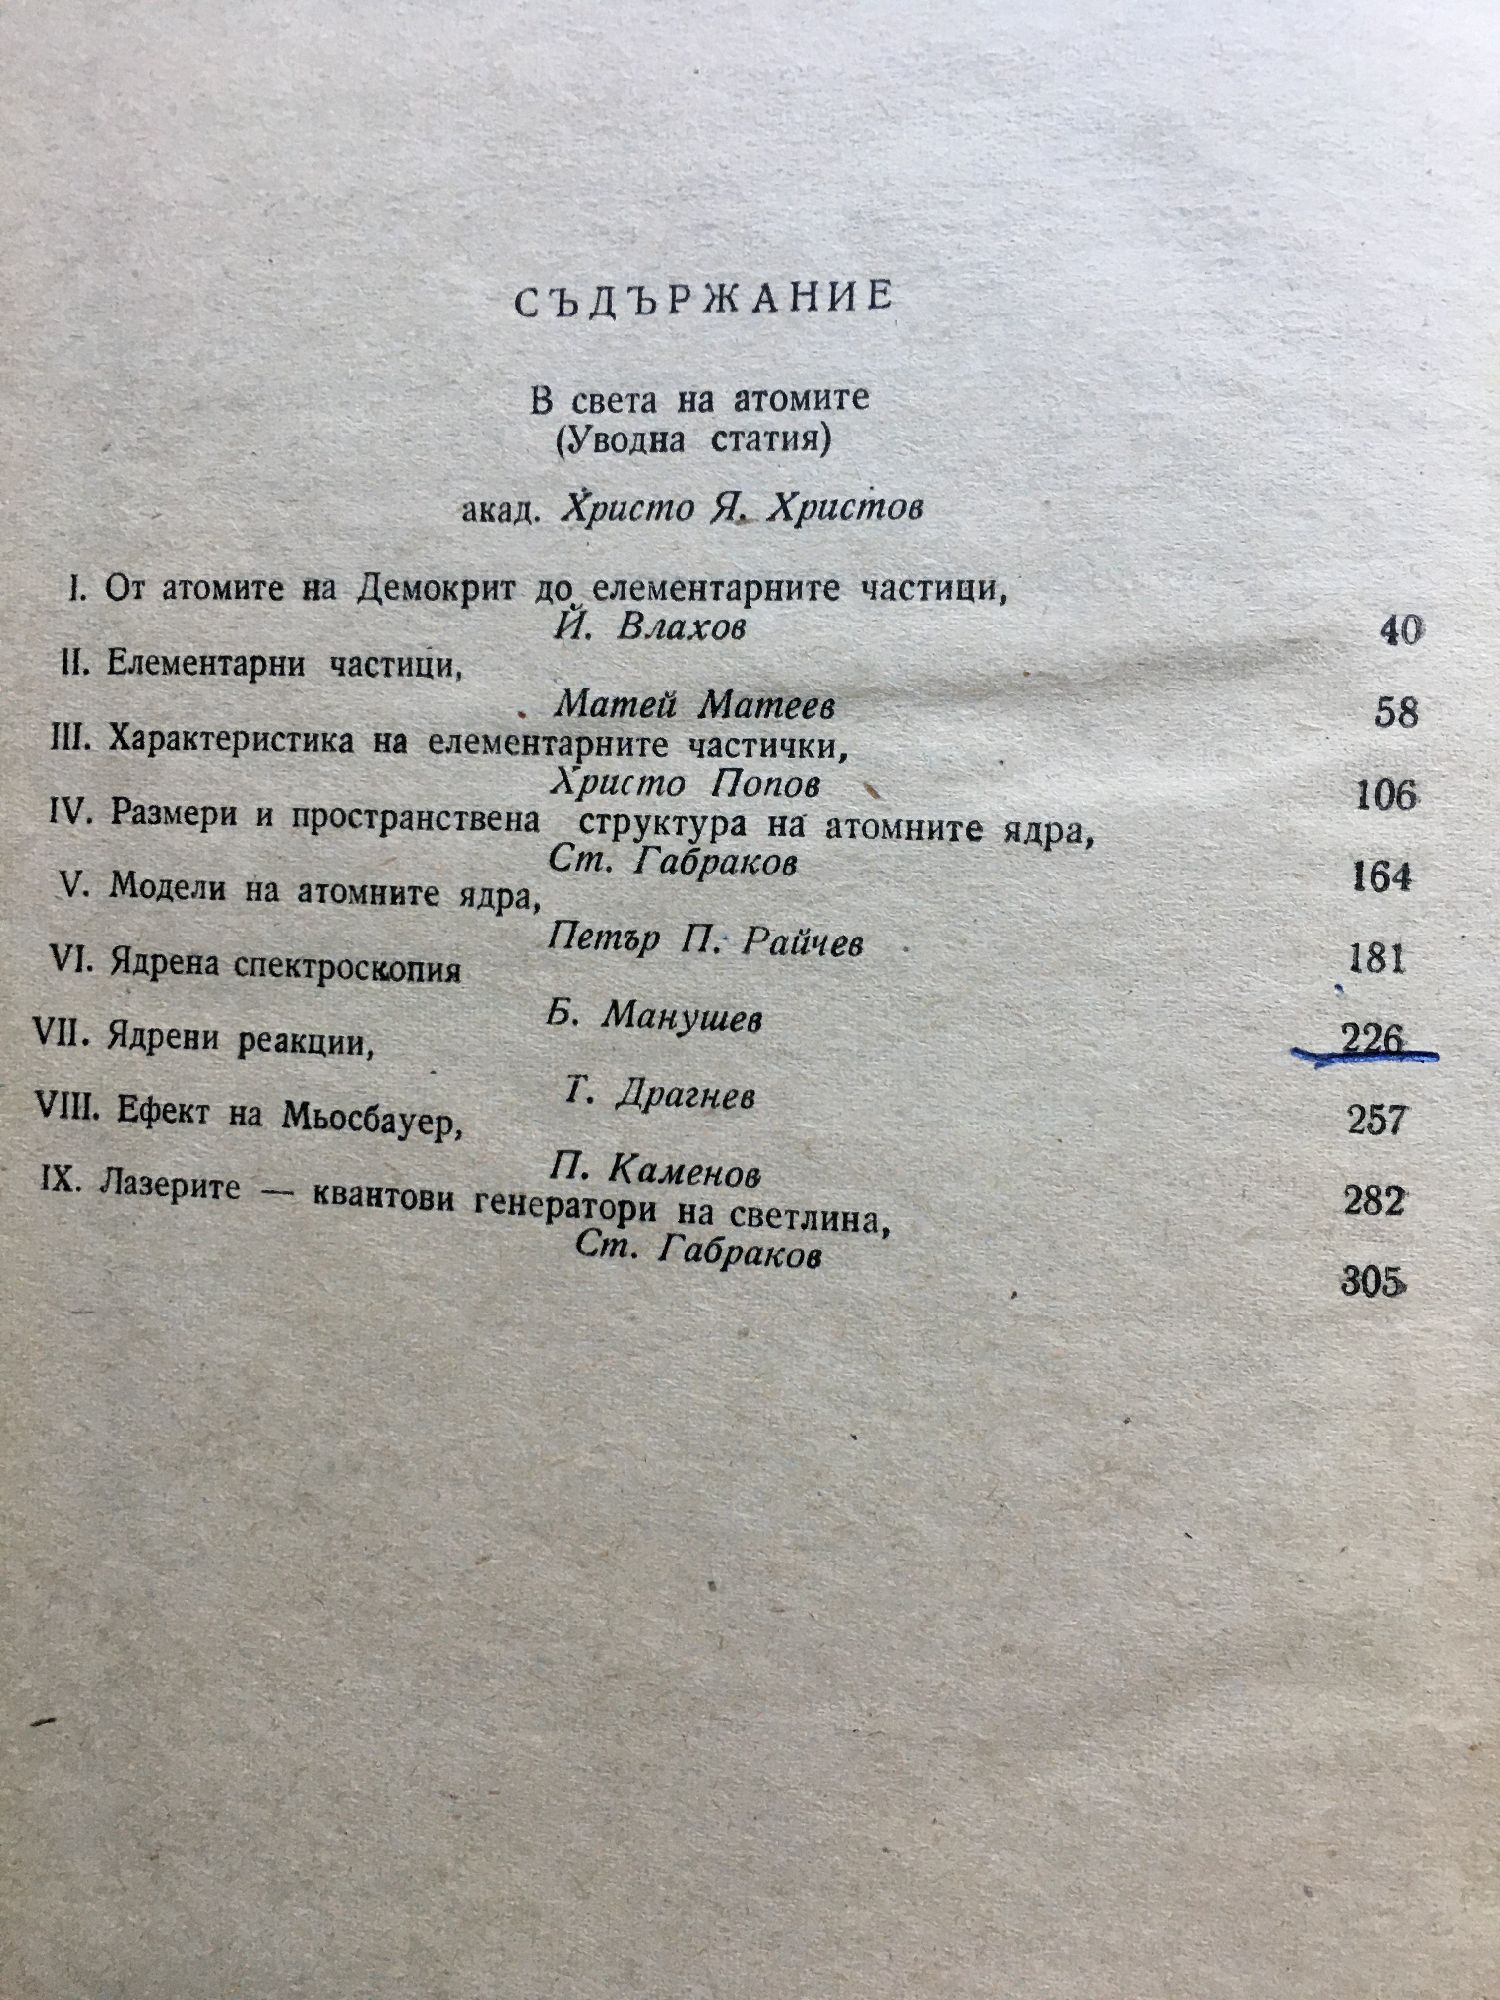 СЪДЪРЖАНИЕ
В света на атомите
(Уводна статия)
акад. Христо Я. Христов
I. От атомите на Демокрит до елементарните частици,
Й. Влахов 40
II. Елементарни частици,
Матей Матеев 58
III. Характеристика на елементарните частички,
Христо Попов 106
IV. Размери и пространствена структура на атомните ядра,
Ст. Габраков 164
V. Модели на атомните ядра,
Петър П. Райчев 181
VI. Ядрена спектроскопия
Б. Манушев 226
VII. Ядрени реакции,
Т. Драгнев 257
VIII. Ефект на Мьосбауер,
П. Каменов 282
IX. Лазерите — квантови генератори на светлина,
Ст. Габраков 305